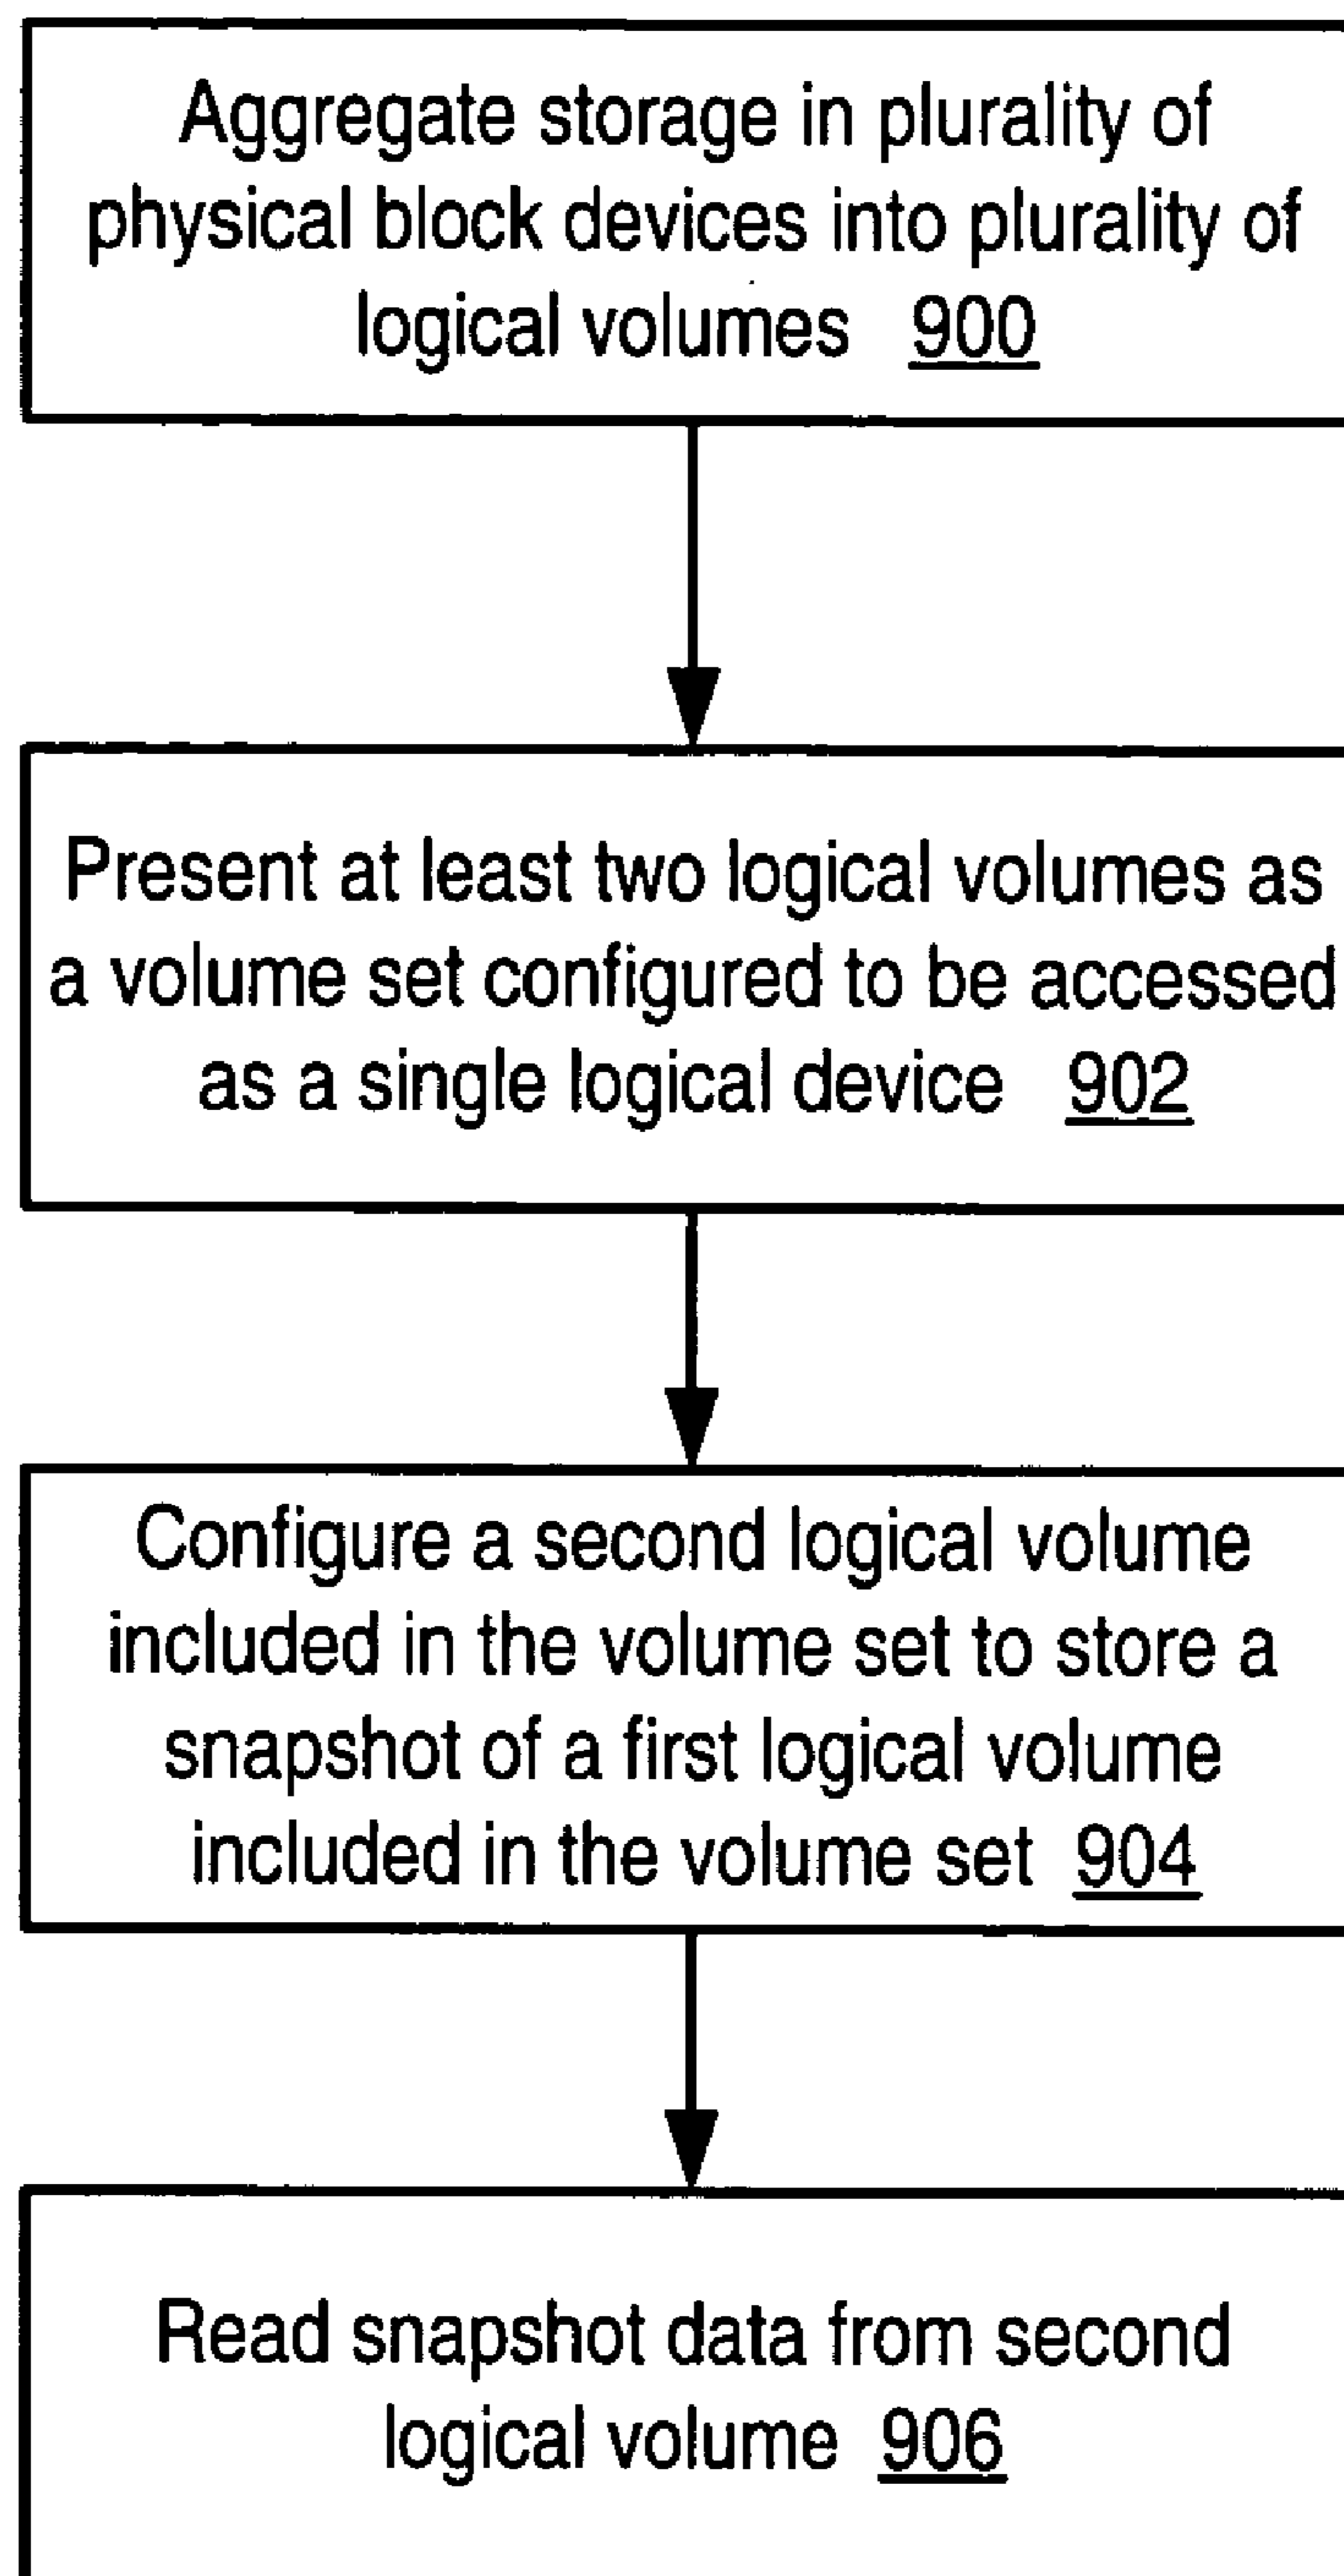 Aggregate storage in plurality of
physical block devices into plurality of
logical volumes 900
Present at least two logical volumes as
a volume set configured to be accessed
as a single logical device 902
Configure a second logical volume
included in the volume set to store a
snapshot of a first logical volume
included in the volume set 904
Read snapshot data from second
logical volume 906